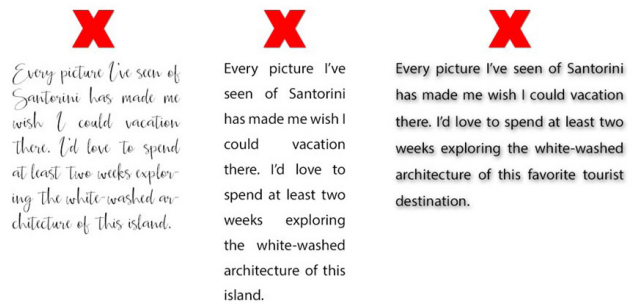 X
X
X
Every picture I've seen of
Santorini has made me
wish I could vacation
there. I'd love to spend
at least two weeks explor-
ing the white-washed ar-
chitecture of this island.
Every picture I've
seen of Santorini
has made me wish I
could vacation
there. I'd love to
spend at least two
weeks exploring
the white-washed
architecture of this
island.
Every picture I've seen of Santorini
has made me wish I could vacation
there. I'd love to spend at least two
weeks exploring the white-washed
architecture of this favorite tourist
destination.